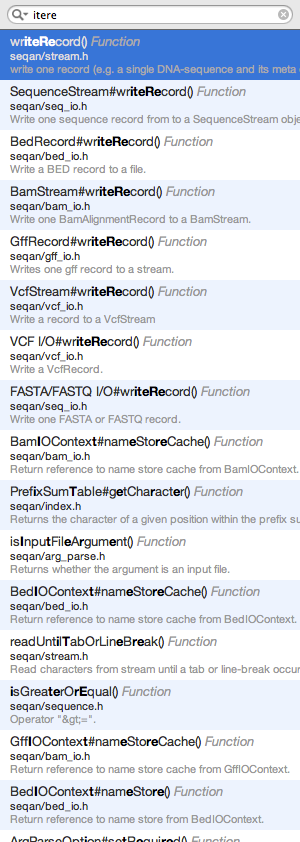 itere
writeRecord() Function
seqan/stream.h
write one record (e.g. a single DNA-sequence and its meta
SequenceStream#writeRecord() Function
seqan/seq_io.h
Write one sequence record from to a SequenceStream obje
BedRecord#writeRecord() Function
seqan/bed_io.h
Write a BED record to a file.
BamStream#writeRecord() Function
seqan/bam_io.h
Write one BamAlignmentRecord to a BamStream.
GffRecord#writeRecord() Function
seqan/gff_io.h
Writes one gff record to a stream.
VcfStream#writeRecord() Function
seqan/vcf_io.h
Write a record to a VcfStream
VCF I/O#writeRecord() Function
seqan/vcf_io.h
Write a VcfRecord.
FASTA/FASTQ I/O#writeRecord() Function
seqan/seq_io.h
Write one FASTA or FASTQ record.
BamIOContext#nameStoreCache() Function
seqan/bam_io.h
Return reference to name store cache from BamIOContext.
PrefixSumTable#getCharacter() Function
seqan/index.h
Returns the character of a given position within the prefix su
isInputFileArgument() Function
seqan/arg_parse.h
Returns whether the argument is an input file.
BedIOContext#nameStoreCache() Function
seqan/bed_io.h
Return reference to name store cache from BedIOContext.
readUntilTabOrLineBreak() Function
seqan/stream.h
Read characters from stream until a tab or line-break occur
isGreaterOrEqual() Function
seqan/sequence.h
Operator "&gt;=".
GffIOContext#nameStoreCache() Function
seqan/bam_io.h
Return reference to name store cache from GffIOContext.
BedIOContext#nameStore() Function
seqan/bed_io.h
Return reference to name store from BedIOContext.
ArgParseOption#setRequired() Function